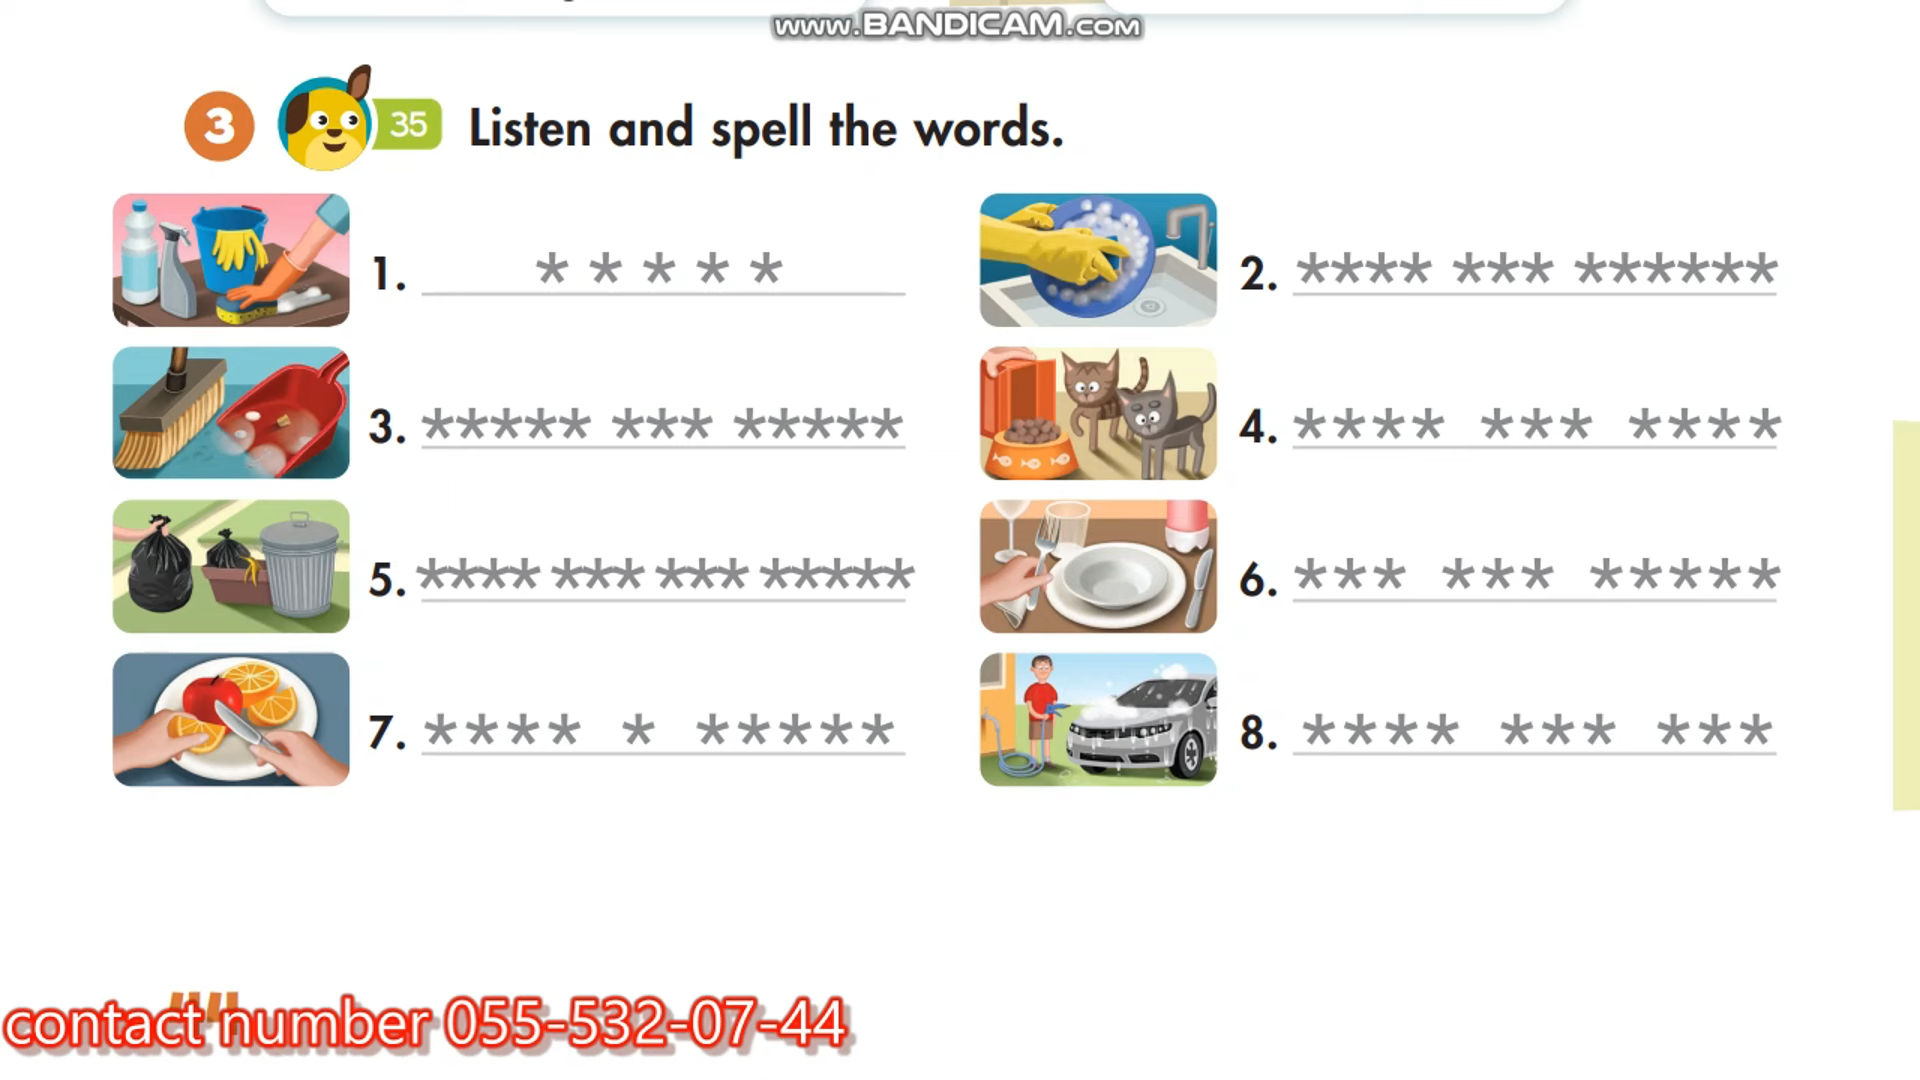 www.BANDICAM.com
3 35 Listen and spell the words.
1. * * * * *
2. **** *** ******
3. ***** *** *****
4. **** *** ****
5. **** *** *** *****
6. *** *** *****
7. **** * *****
8. **** *** ***
contact number 055-532-07-44